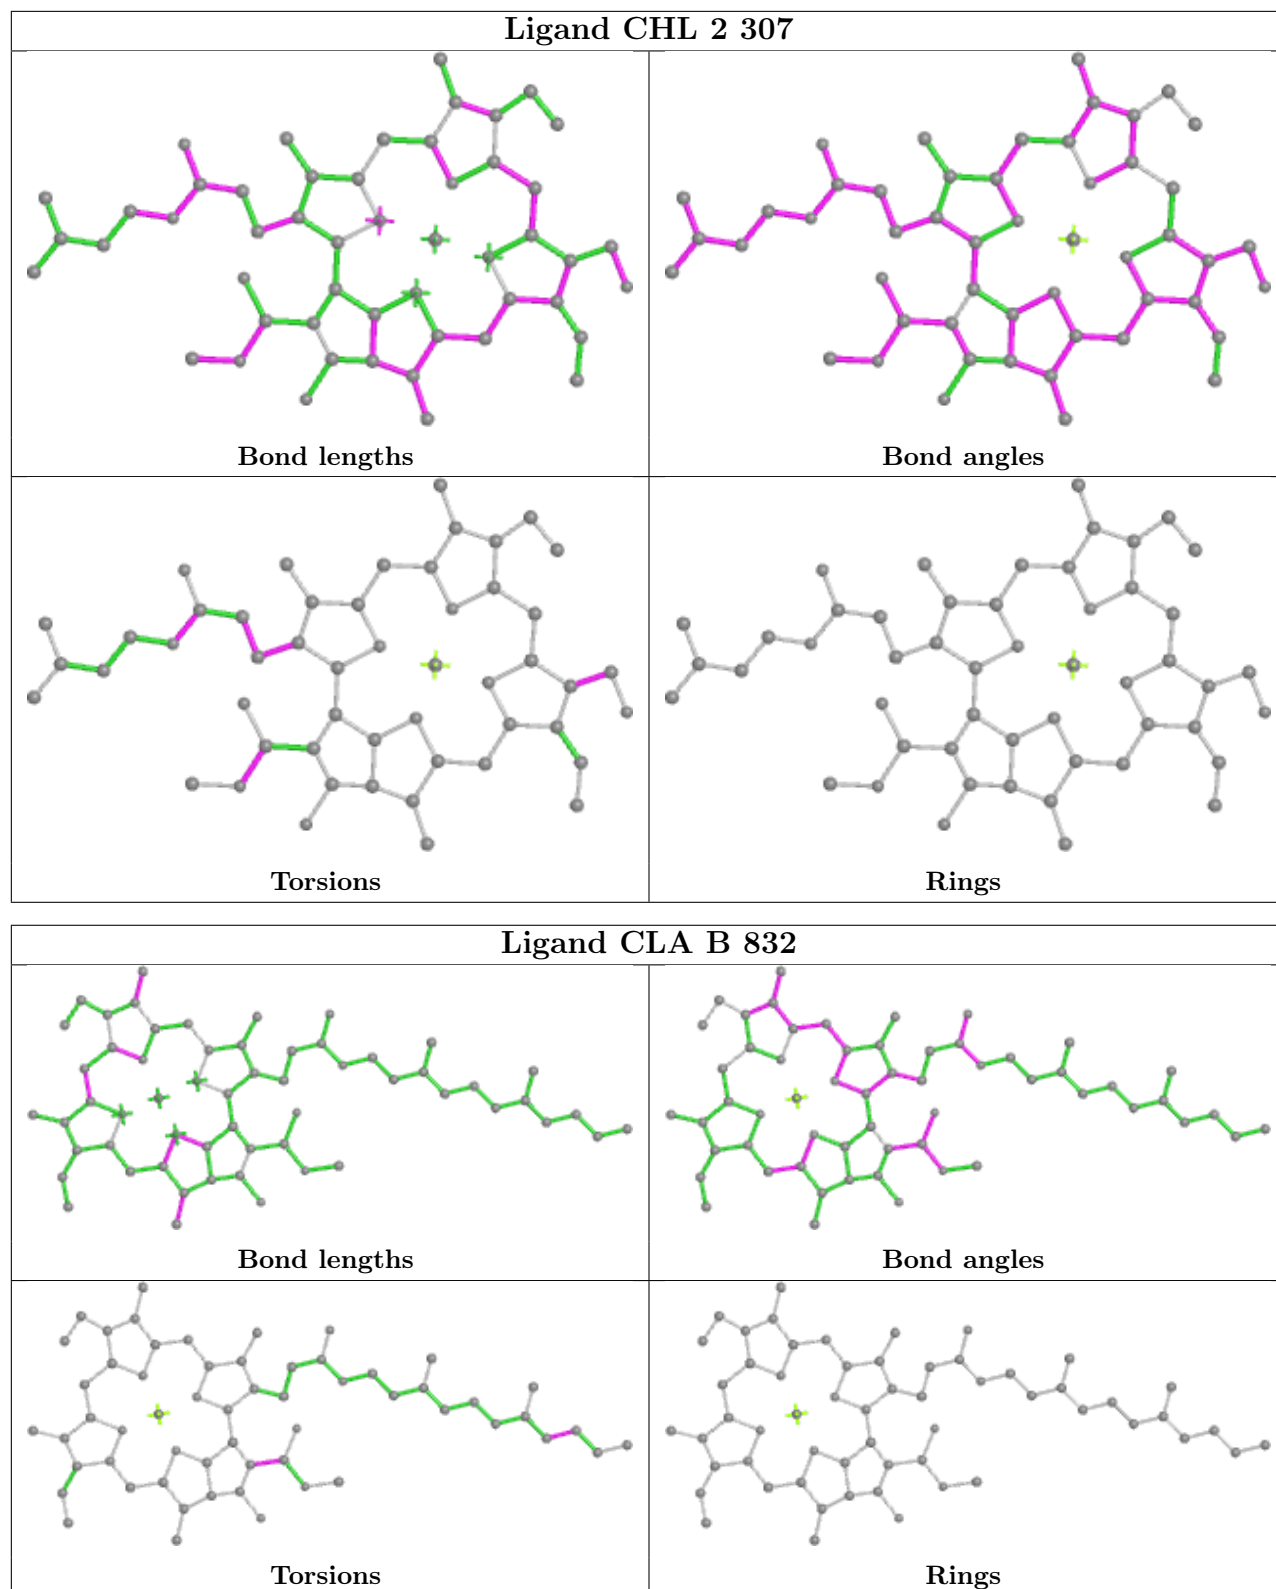 Ligand CHL 2 307
Bond lengths
Bond angles
Torsions
Rings
Ligand CLA B 832
Bond lengths
Bond angles
Torsions
Rings